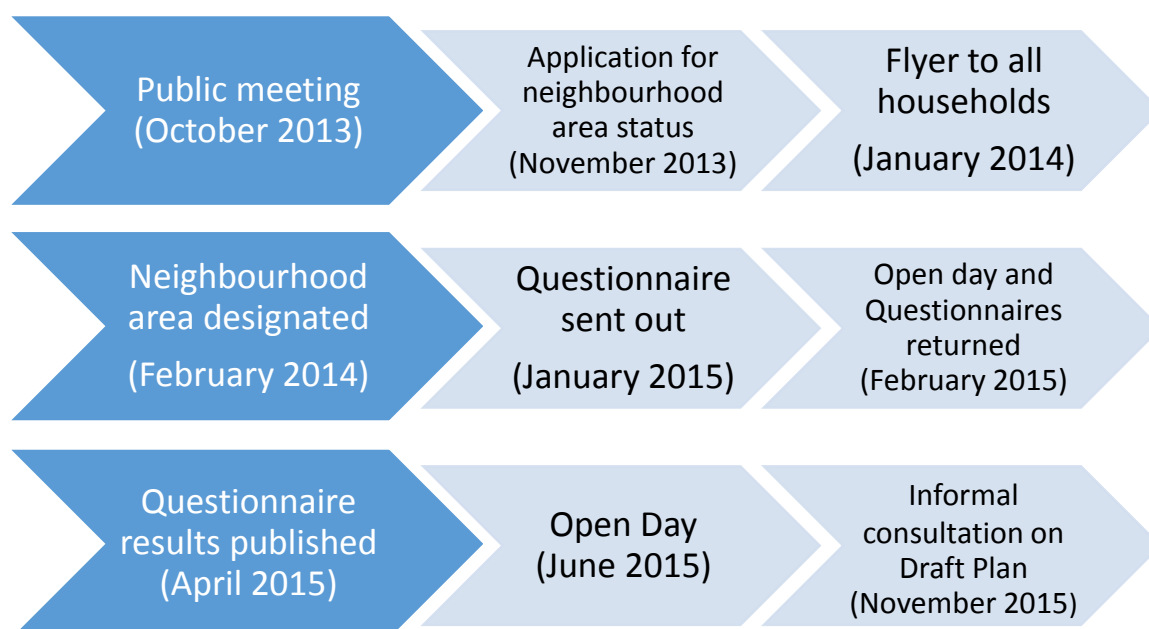 Public meeting
(October 2013)
Application for
neighbourhood
area status
(November 2013)
Flyer to all
households
(January 2014)
Neighbourhood
area designated
(February 2014)
Questionnaire
sent out
(January 2015)
Open day and
Questionnaires
returned
(February 2015)
Questionnaire
results published
(April 2015)
Open Day
(June 2015)
Informal
consultation on
Draft Plan
(November 2015)